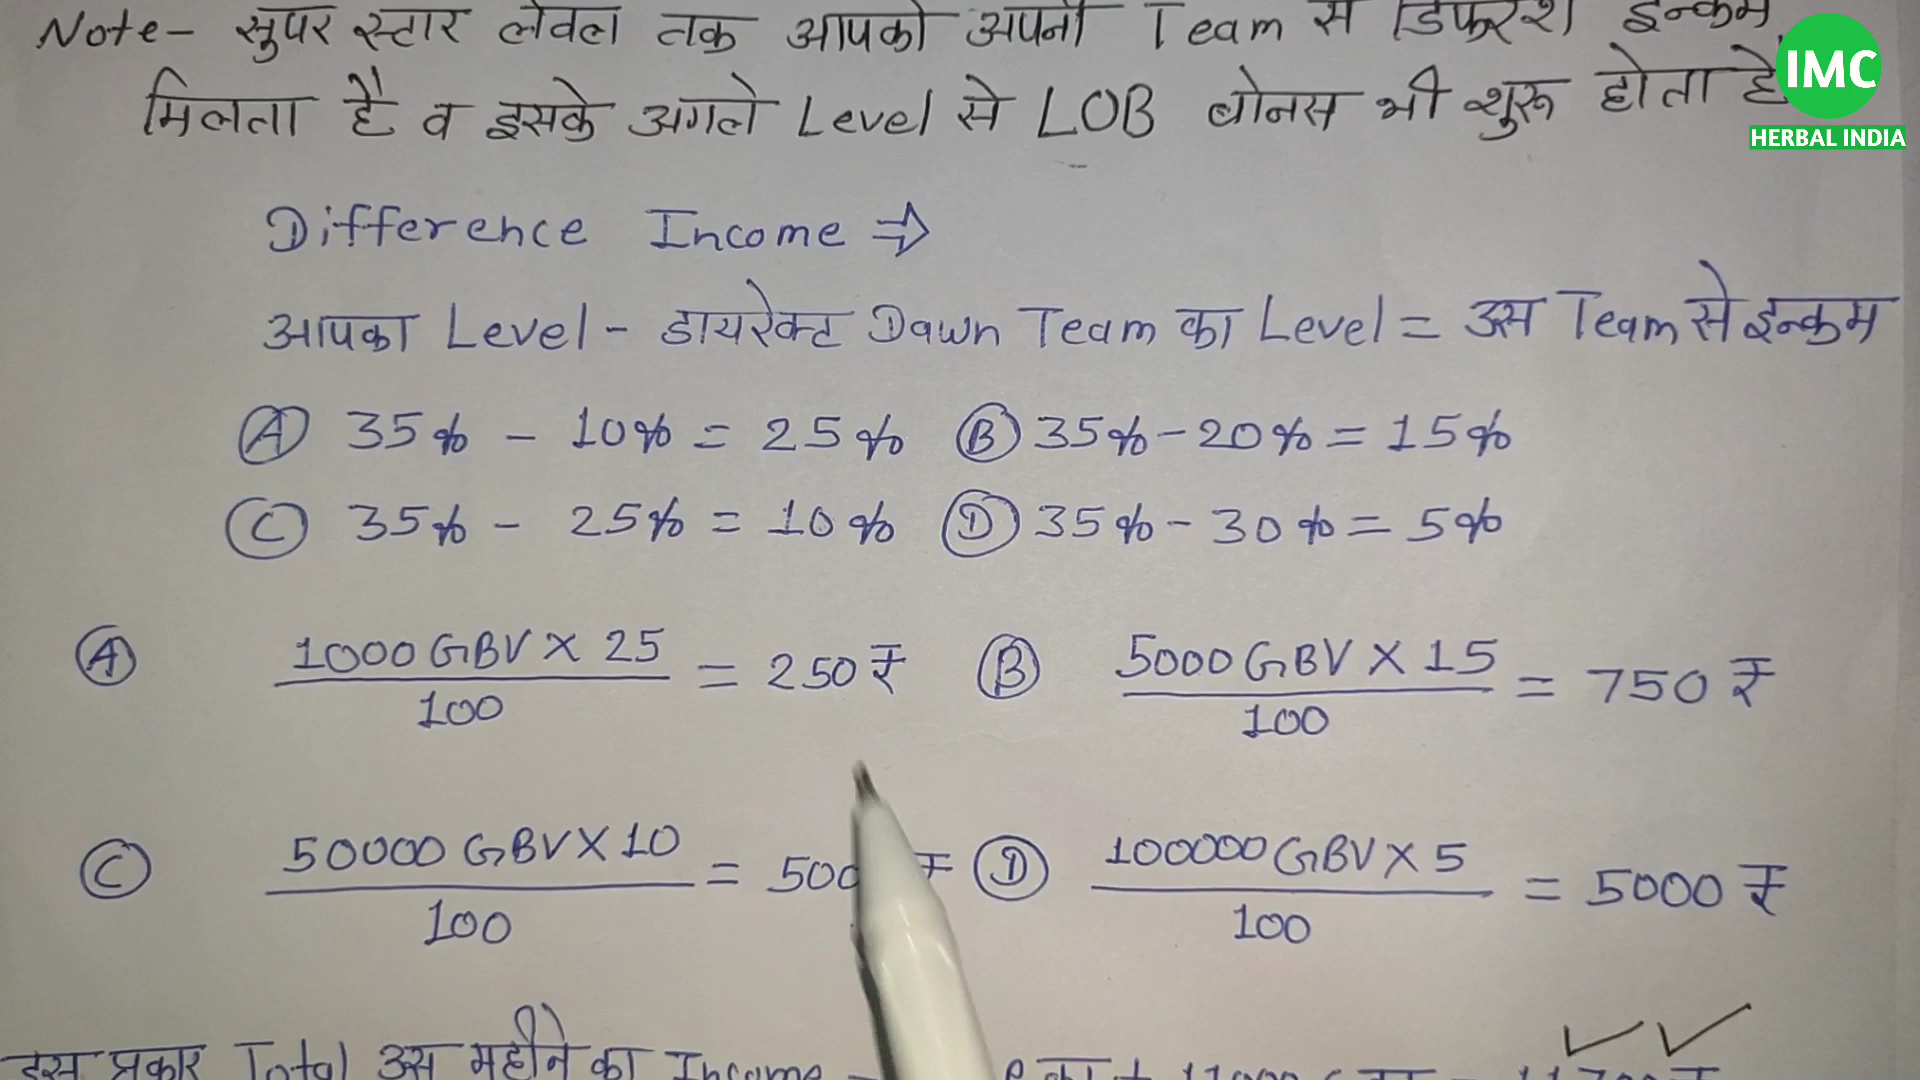 Note- सुपर स्टार लेवल तक आपको अपनी Team से डिफरेंश इन्कम
मिलता है व इसके अगले Level से LOB बोनस भी शुरू होता है
IMC
HERBAL INDIA
Difference Income ⇒
आपका Level - डायरेक्ट Dawn Team का Level = उस Team से इन्कम
Ⓐ 35% - 10% = 25% Ⓑ 35% - 20% = 15%
Ⓒ 35% - 25% = 10% Ⓓ 35% - 30% = 5%
Ⓐ 1000 GBV X 25 / 100 = 250 ₹ Ⓑ 5000 GBV X 15 / 100 = 750 ₹
Ⓒ 50000 GBV X 10 / 100 = Ⓓ 100000 GBV X 5 / 100 = 5000 ₹
इस प्रकार Total उस महीने का Income -